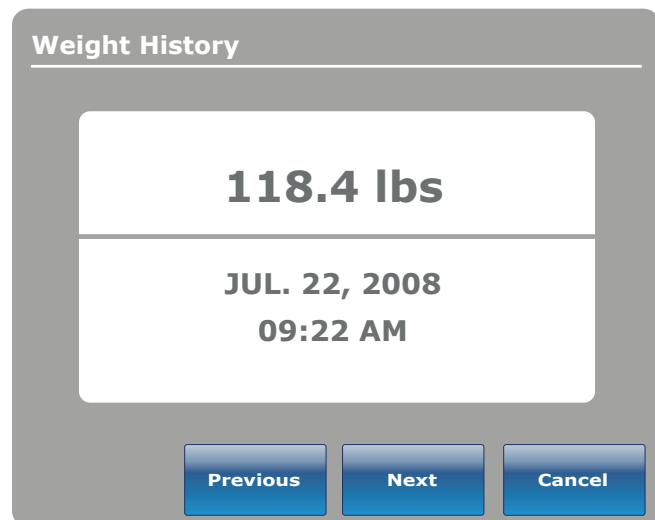 Weight History
118.4 lbs
JUL. 22, 2008
09:22 AM
Previous Next Cancel